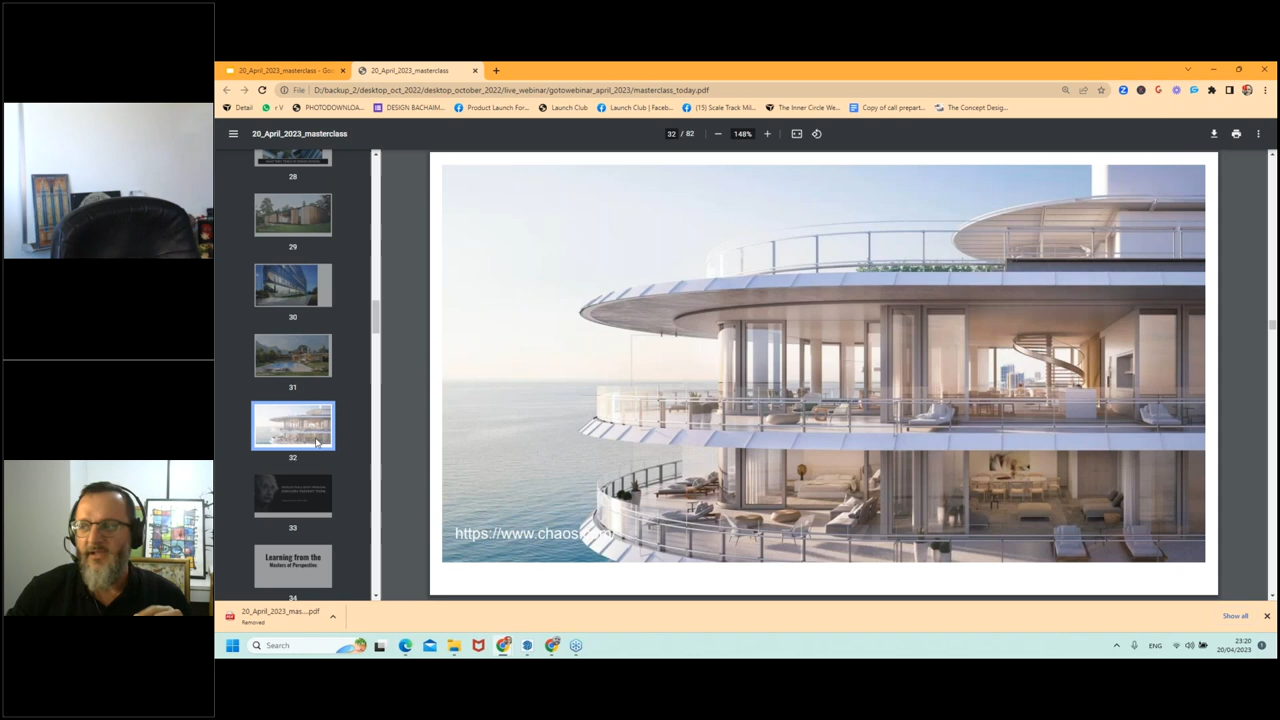 20_April_2023_masterclass - Go
20_April_2023_masterclass
File
D:/backup_2/desktop_oct_2022/desktop_october_2022/live_webinar/gotowebinar_april_2023/masterclass_today.pdf
Detail
r V
PHOTODOWNLOA...
DESIGN BACHAIM...
Product Launch For...
Launch Club
Launch Club | Faceb...
(15) Scale Track Mil...
The Inner Circle We...
Copy of call prepart...
The Concept Desig...
20_April_2023_masterclass
32 / 82
148%
28
29
30
31
32
33
Learning from the
Masters of Perspective
34
https://www.chaos
20_April_2023_mas....pdf
Removed
Show all
Search
ENG
23:20
20/04/2023